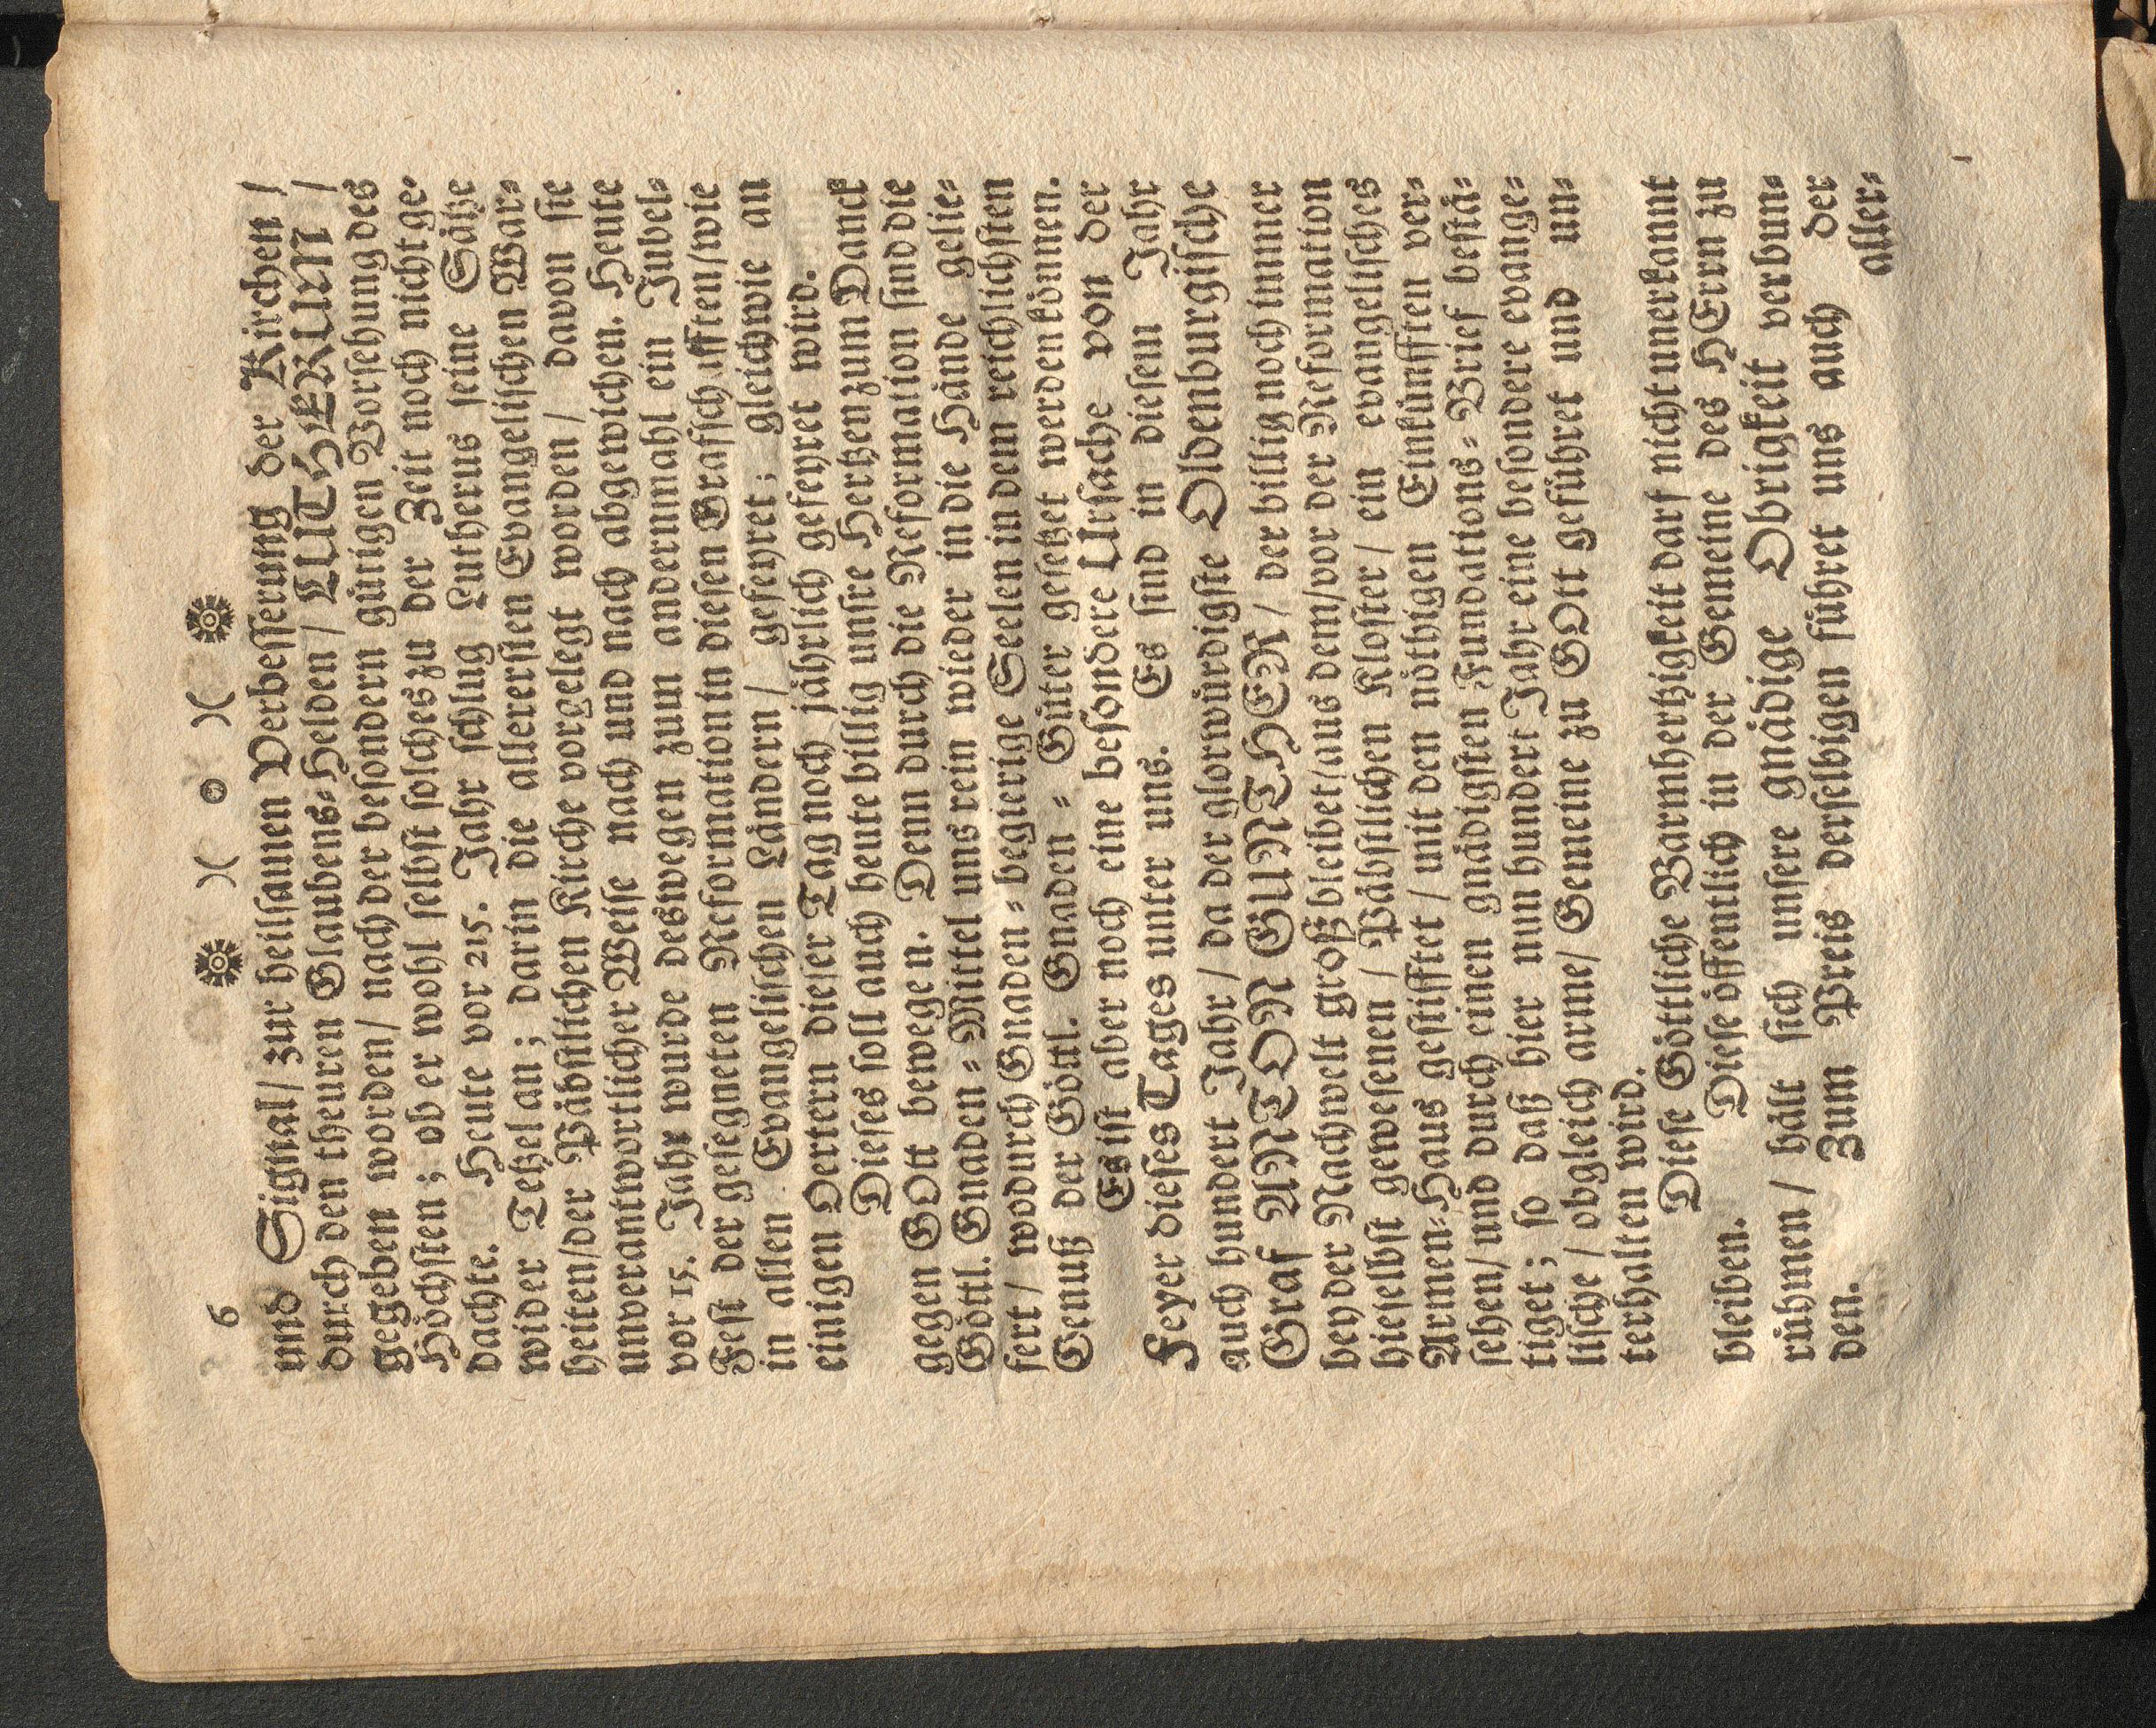 6 ❁ )( o )( ❁
und Signal / zur heilsamen Verbesserung der Kirchen /
durch den theuren Glaubens-Helden / LUTHERUM /
gegeben worden / nach der besondern gütigen Vorsehung des
Höchsten ; ob er wohl selbst solches zu der Zeit noch nicht ge-
dachte. Heute vor 215. Jahr schlug Lutherus seine Sätze
wider Tetzel an ; darin die allerersten Evangelischen War-
heiten / der Päbstlichen Kirche vorgelegt worden / davon sie
unverantwortlicher Weise nach und nach abgewichen. Heute
vor 15. Jahr wurde deswegen zum andernmahl ein Jubel-
Fest der gesegneten Reformation in diesen Grafschafften / wie
in allen Evangelischen Ländern / gefeyret ; gleichwie an
einigen Oertern dieser Tag noch jährlich gefeyret wird.
Dieses soll auch heute billig unsre Hertzen zum Danck
gegen GOtt bewegen. Denn durch die Reformation sind die
Göttl. Gnaden-Mittel uns rein wieder in die Hände gelie-
fert / wodurch Gnaden-begierige Seelen in dem reichlichsten
Genuß der Göttl. Gnaden-Güter gesetzet werden können.
Es ist aber noch eine besondere Ursache von der
Feyer dieses Tages unter uns. Es sind in diesem Jahr
auch hundert Jahr / da der glorwürdigste Oldenburgische
Graf ANTON GUNTHER / der billig noch immer
bey der Nachwelt groß bleibet / aus dem / vor der Reformation
hieselbst gewesenen / Päbstlichen Kloster / ein evangelisches
Armen-Haus gestifftet / mit den nöthigen Einkünfften ver-
sehen / und durch einen gnädigsten Fundations-Brief bestä-
tiget ; so daß hier nun hundert Jahr eine besondere evange-
lische / obgleich arme / Gemeine zu GOtt geführet und un-
terhalten wird.
Diese Göttliche Barmhertzigkeit darf nicht unerkannt
bleiben. Diese öffentlich in der Gemeine des HErrn zu
rühmen / hält sich unsere gnädige Obrigkeit verbun-
den. Zum Preis derselbigen führet uns auch der
aller-